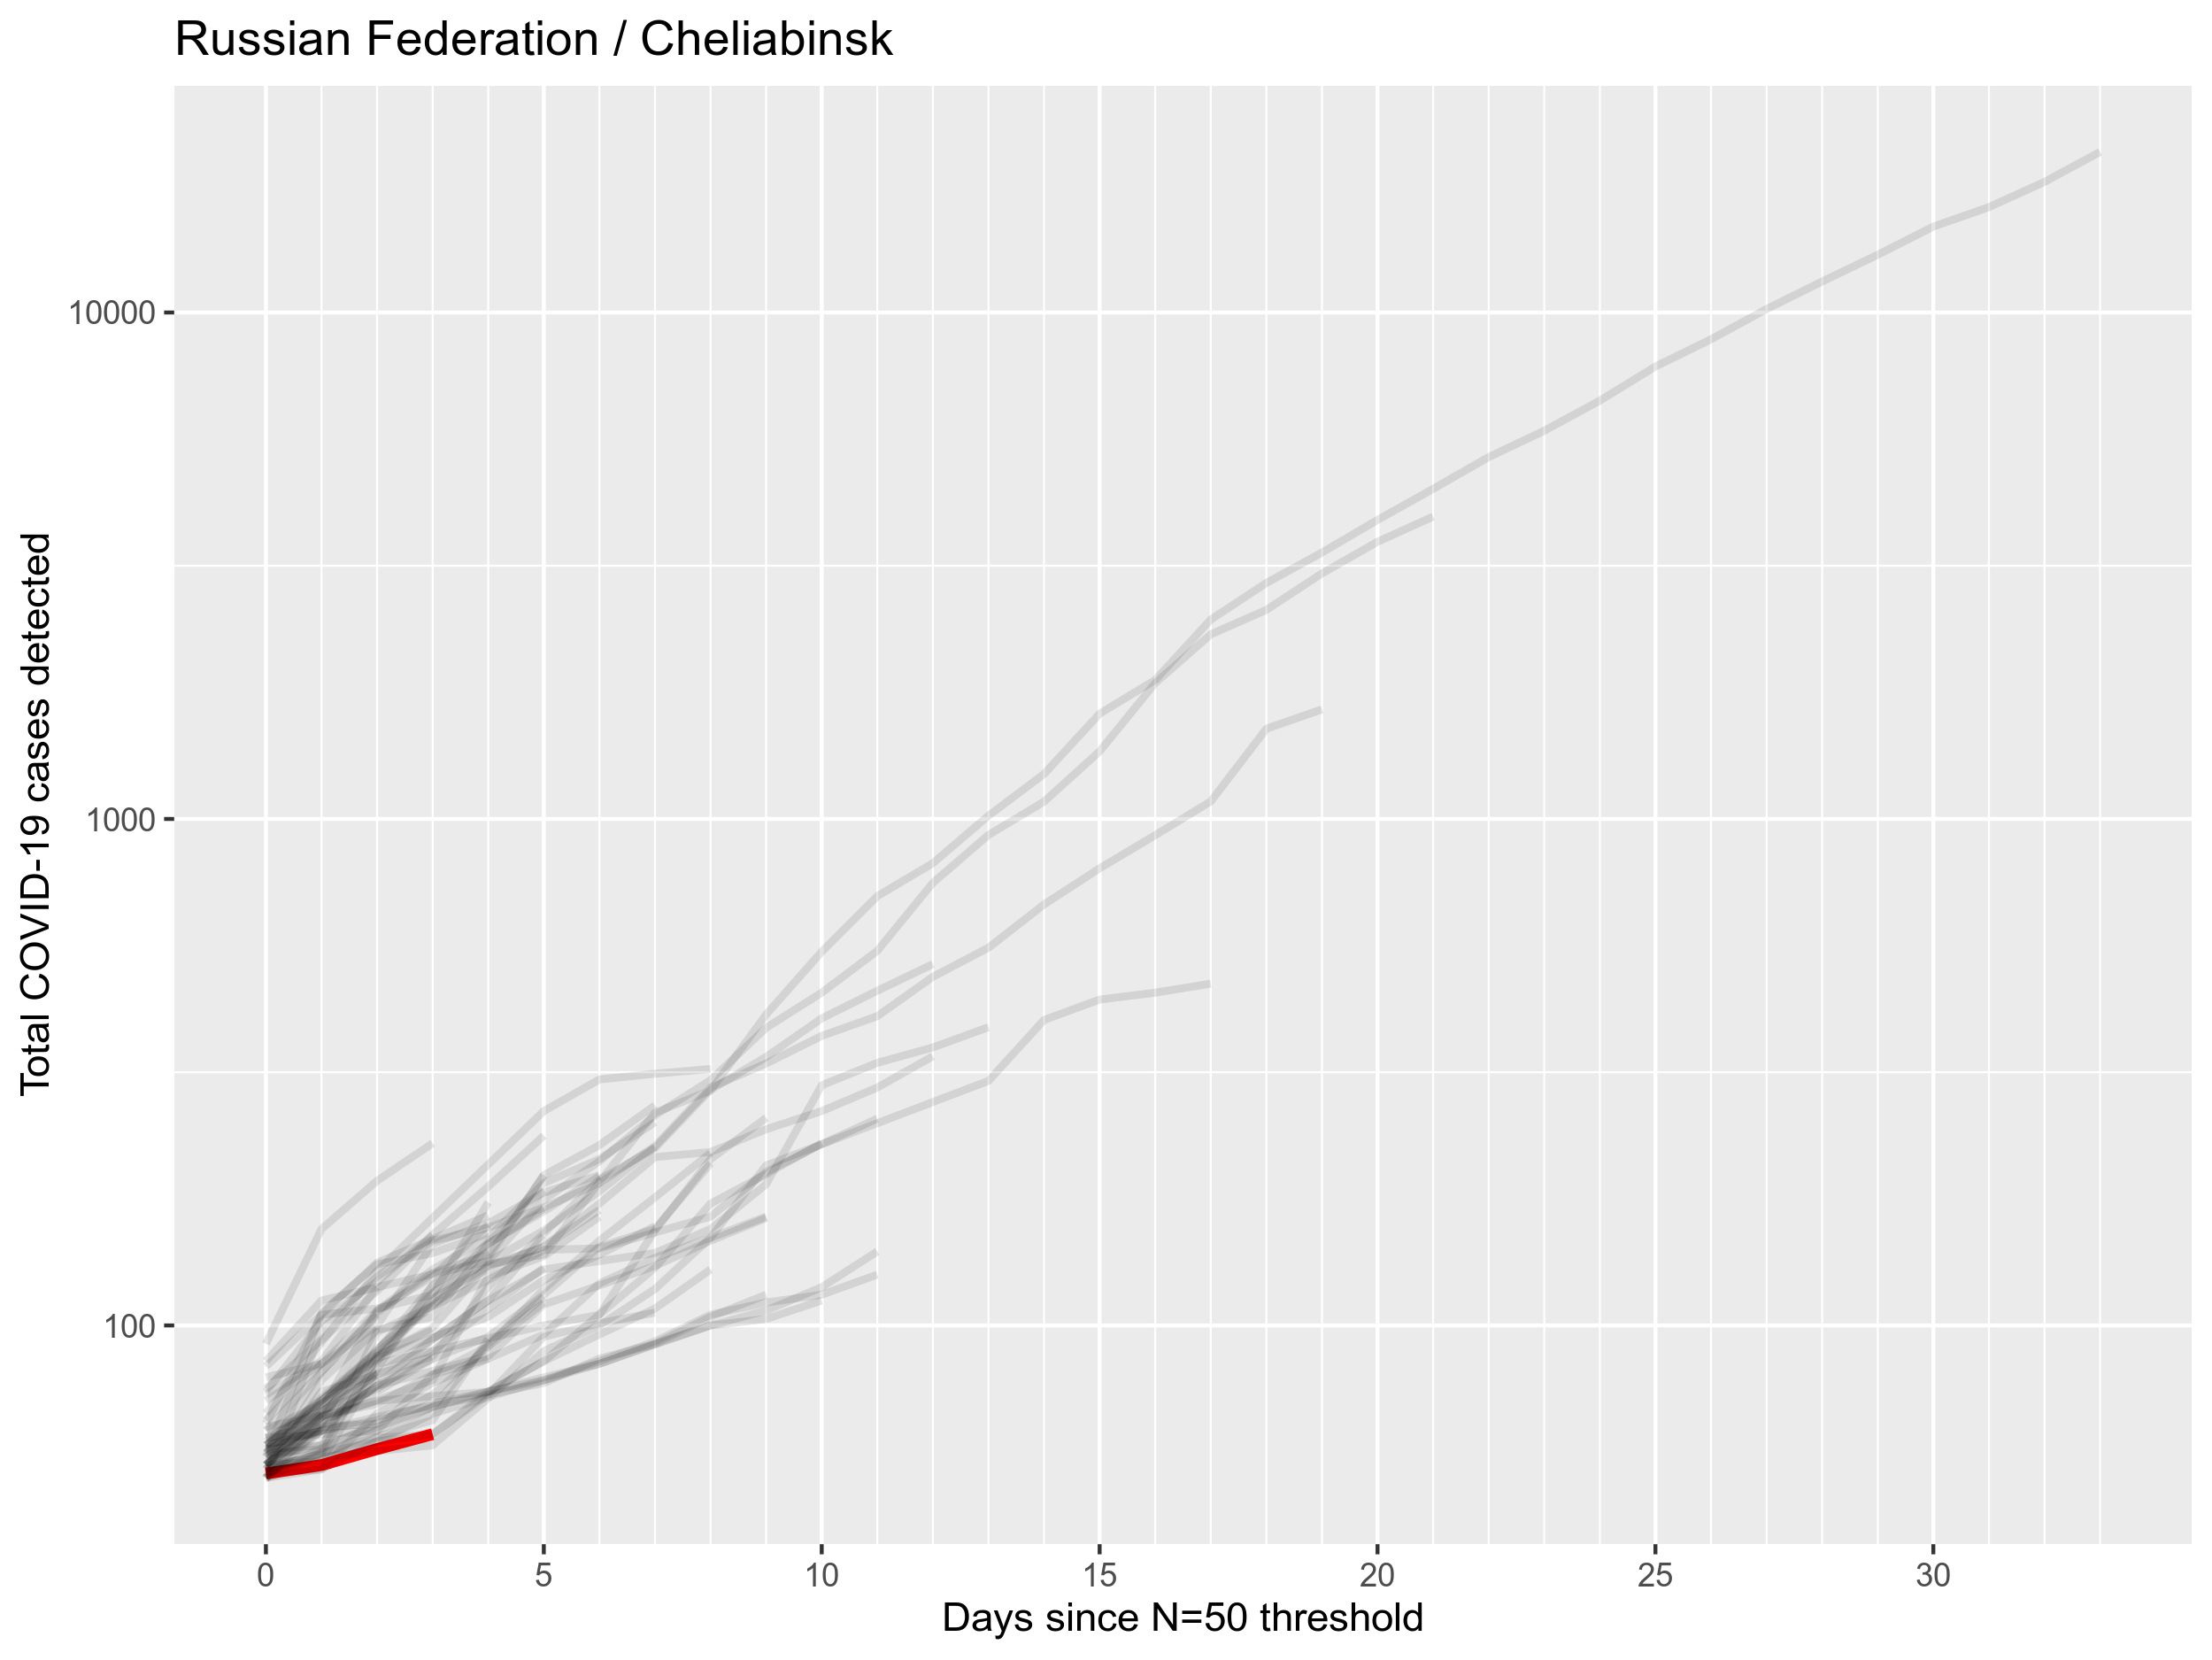 Russian Federation / Cheliabinsk
Total COVID-19 cases detected
10000
1000
100
0 5 10 15 20 25 30
Days since N=50 threshold